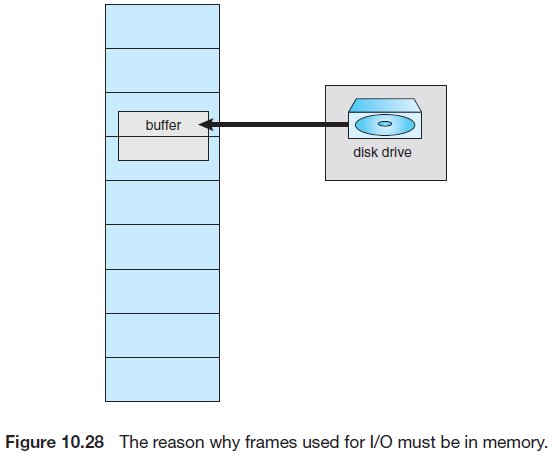 buffer
disk drive
Figure 10.28 The reason why frames used for I/O must be in memory.